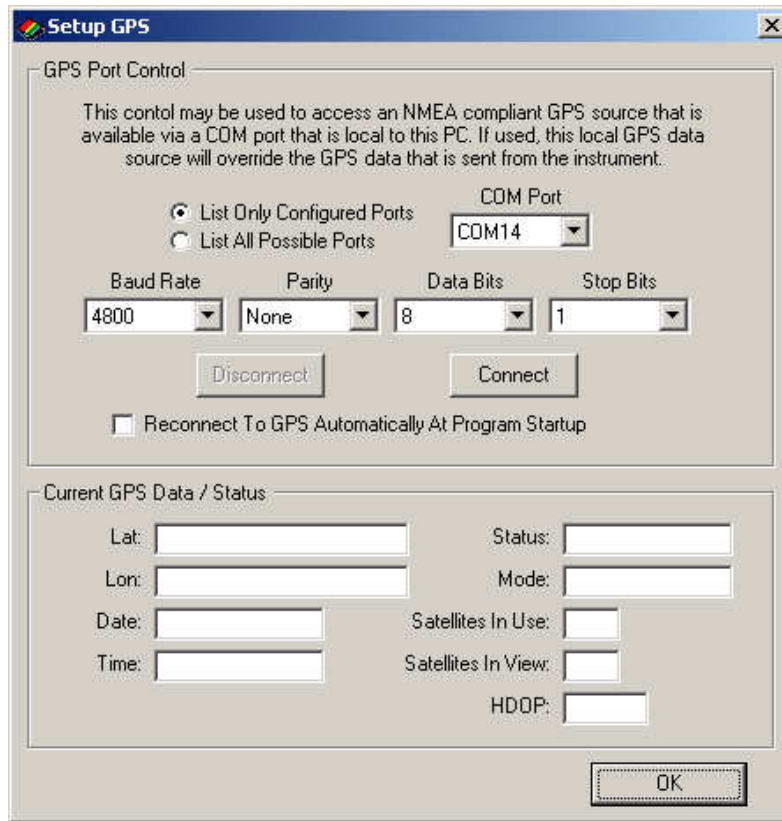 Setup GPS
GPS Port Control
This contol may be used to access an NMEA compliant GPS source that is
available via a COM port that is local to this PC. If used, this local GPS data
source will override the GPS data that is sent from the instrument.
COM Port
List Only Configured Ports
COM14
List All Possible Ports
Baud Rate Parity Data Bits Stop Bits
4800 None 8 1
Disconnect Connect
Reconnect To GPS Automatically At Program Startup
Current GPS Data / Status
Lat: Status:
Lon: Mode:
Date: Satellites In Use:
Time: Satellites In View:
HDOP:
OK